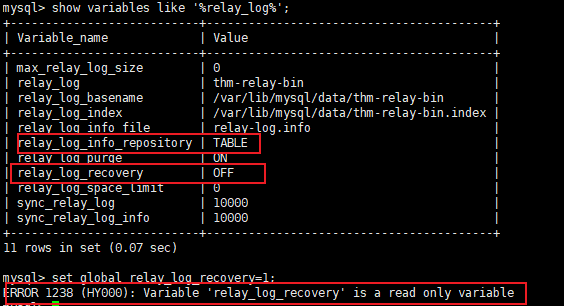 mysql> show variables like '%relay_log%';
+---------------------------+------------------------------------+
| Variable_name | Value |
+---------------------------+------------------------------------+
| max_relay_log_size | 0
| relay_log | thm-relay-bin
| relay_log_basename | /var/lib/mysql/data/thm-relay-bin
| relay_log_index | /var/lib/mysql/data/thm-relay-bin.index |
| relay_log_info_file | relay-log.info
| relay_log_info_repository | TABLE
| relay_log_purge | ON
| relay_log_recovery | OFF
| relay_log_space_limit | 0
| sync_relay_log | 10000
| sync_relay_log_info | 10000
+---------------------------+------------------------------------+
11 rows in set (0.07 sec)
mysql> set global relay_log_recovery=1;
ERROR 1238 (HY000): Variable 'relay_log_recovery' is a read only variable